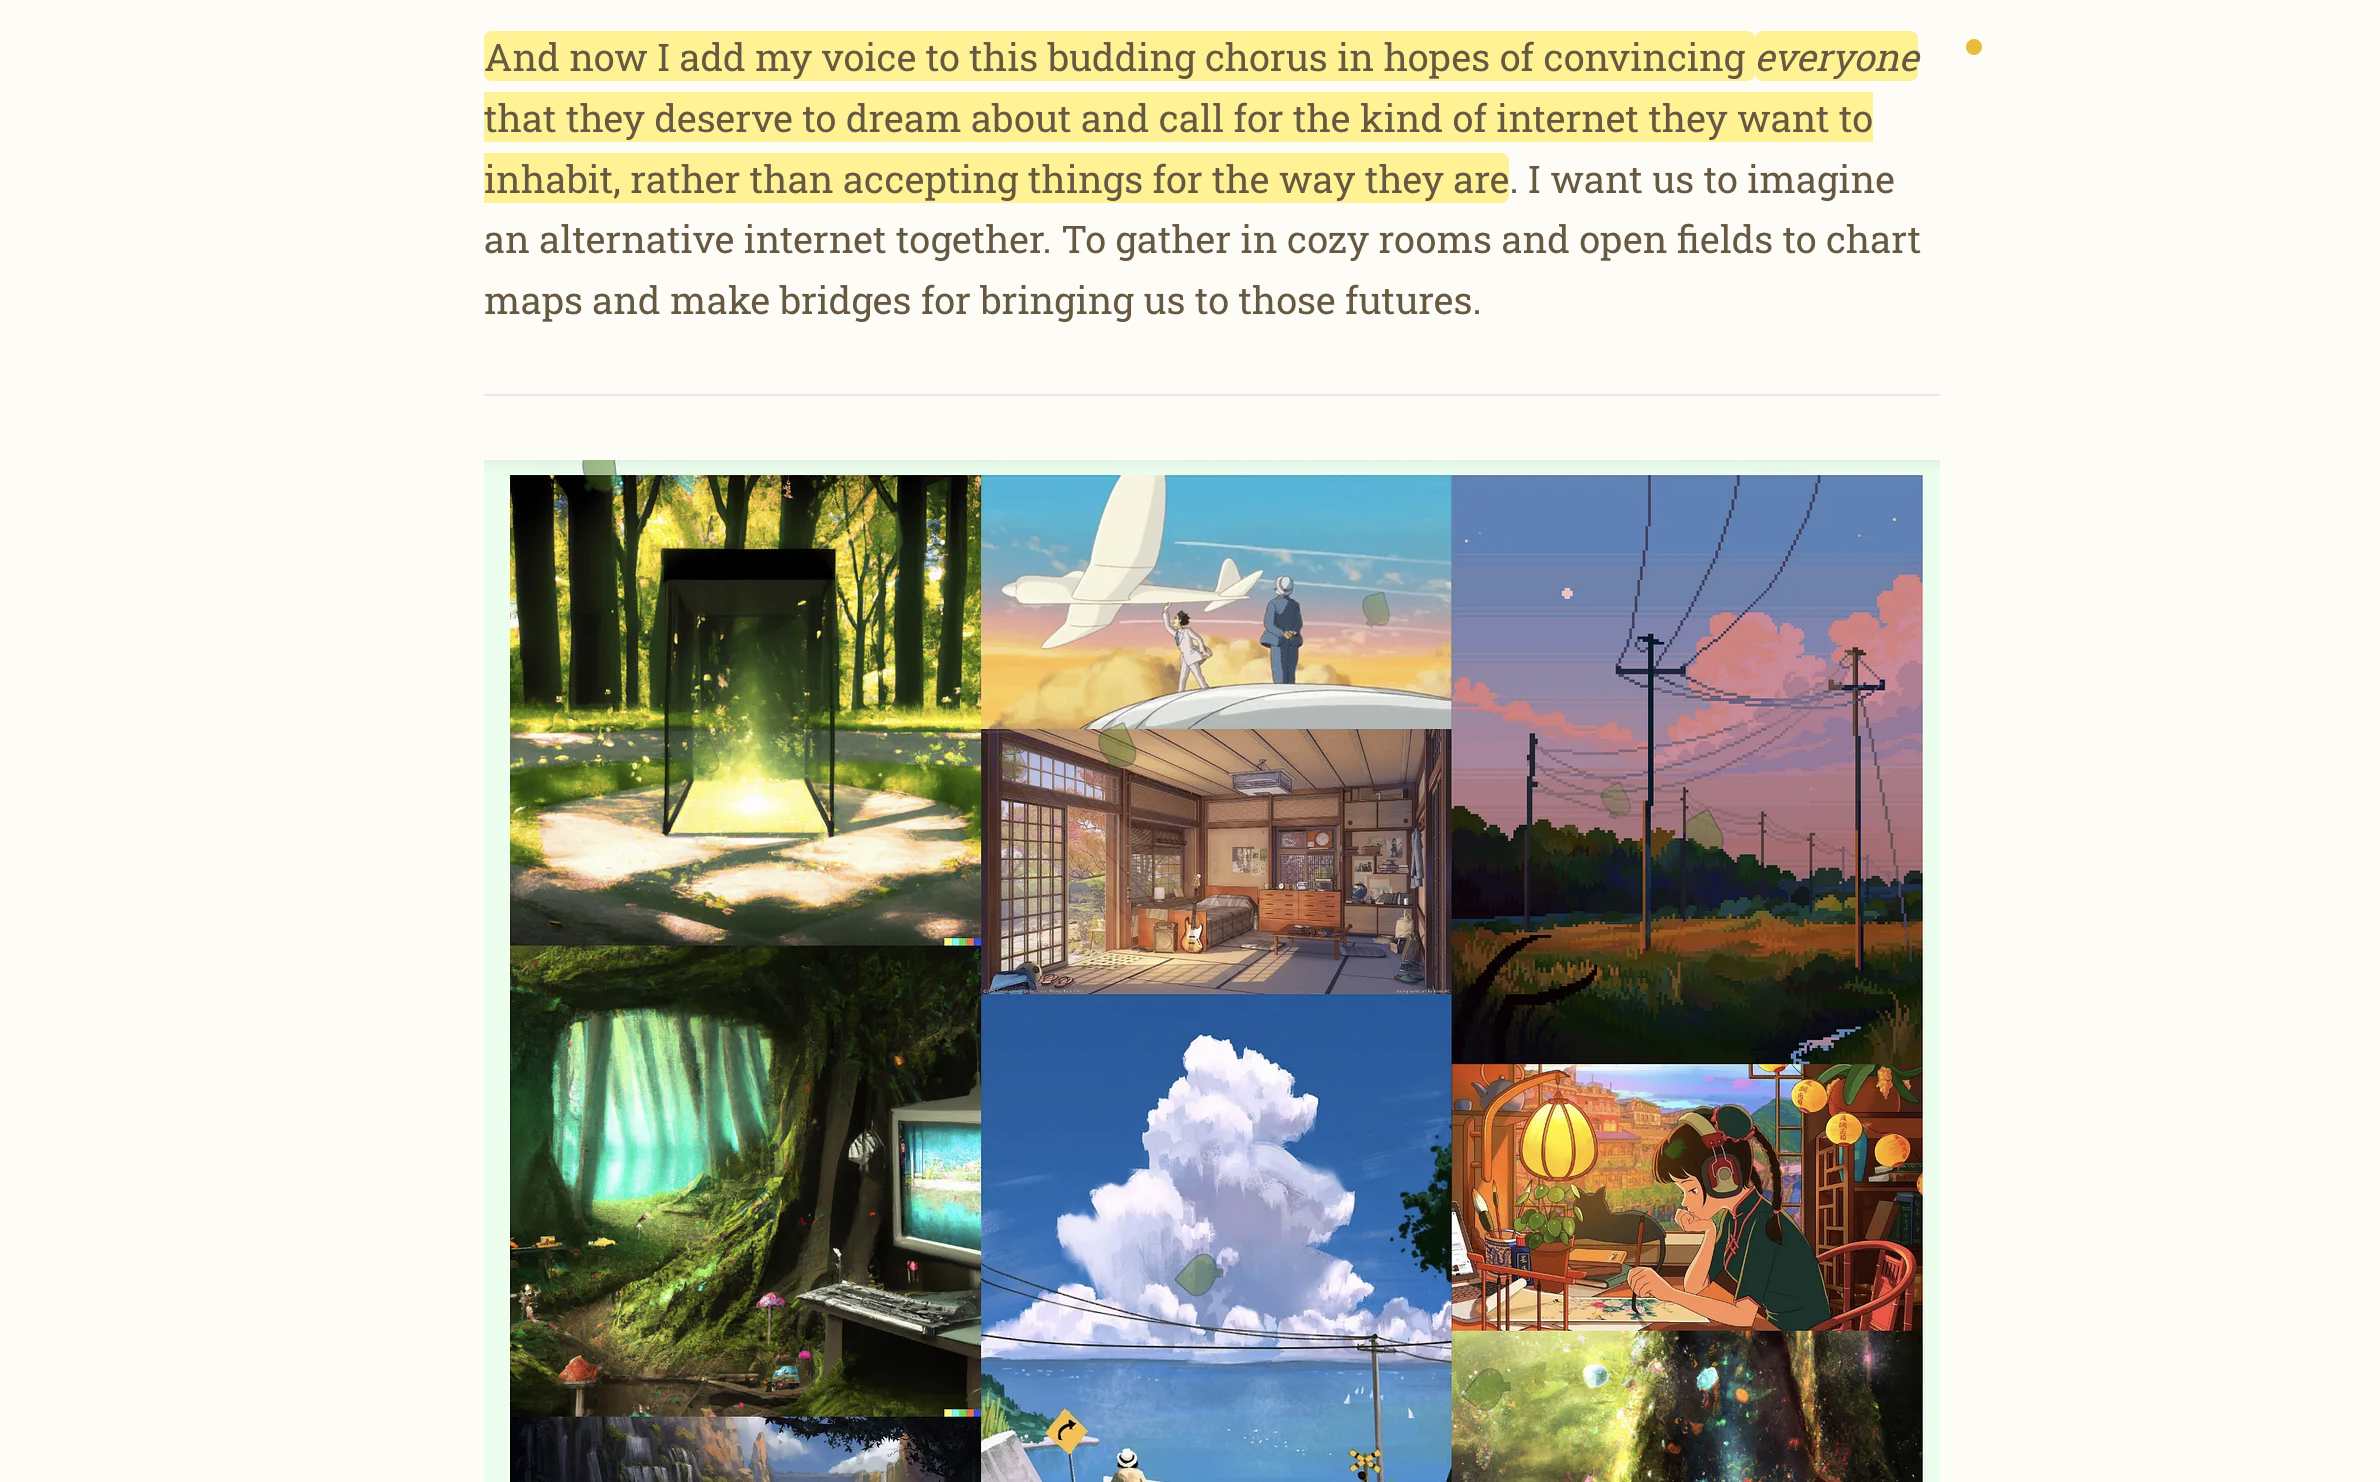 And now I add my voice to this budding chorus in hopes of convincing everyone
that they deserve to dream about and call for the kind of internet they want to
inhabit, rather than accepting things for the way they are. I want us to imagine
an alternative internet together. To gather in cozy rooms and open fields to chart
maps and make bridges for bringing us to those futures.